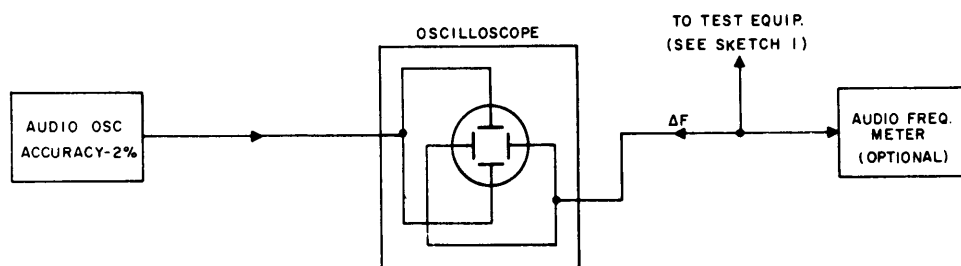 AUDIO OSC
ACCURACY-2%
OSCILLOSCOPE
ΔF
TO TEST EQUIP.
(SEE SKETCH 1)
AUDIO FREQ.
METER
(OPTIONAL)